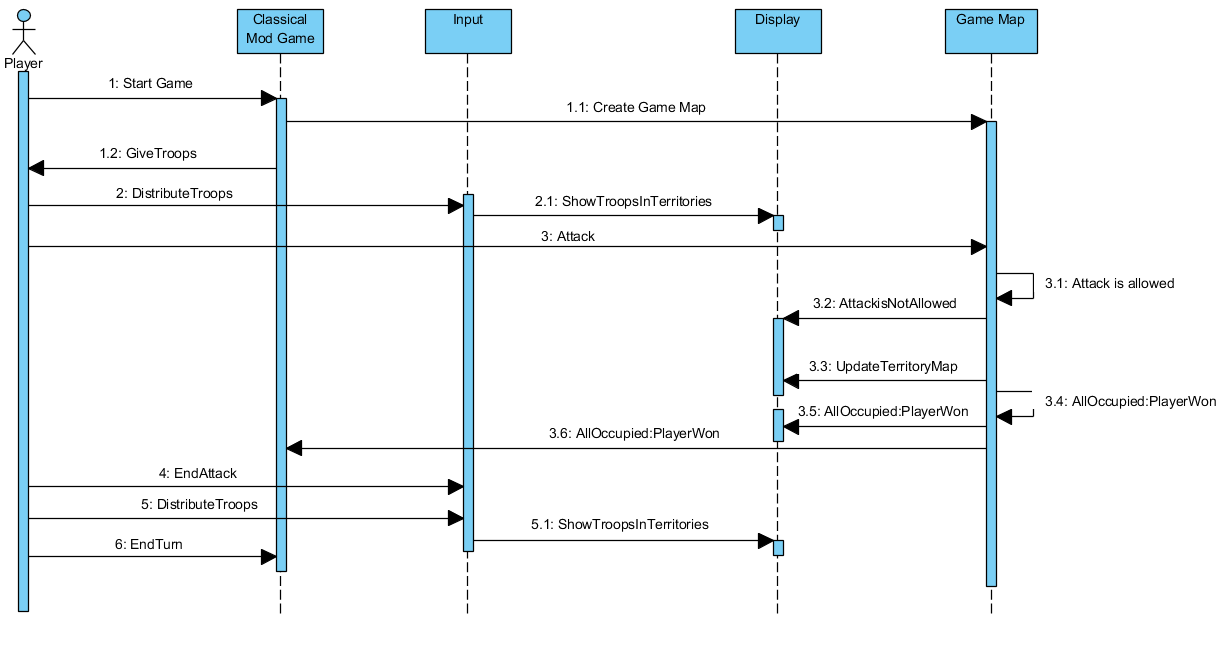 Player
Classical
Mod Game
Input
Display
Game Map
1: Start Game
1.1: Create Game Map
1.2: GiveTroops
2: DistributeTroops
2.1: ShowTroopsInTerritories
3: Attack
3.1: Attack is allowed
3.2: AttackisNotAllowed
3.3: UpdateTerritoryMap
3.4: AllOccupied:PlayerWon
3.5: AllOccupied:PlayerWon
3.6: AllOccupied:PlayerWon
4: EndAttack
5: DistributeTroops
5.1: ShowTroopsInTerritories
6: EndTurn